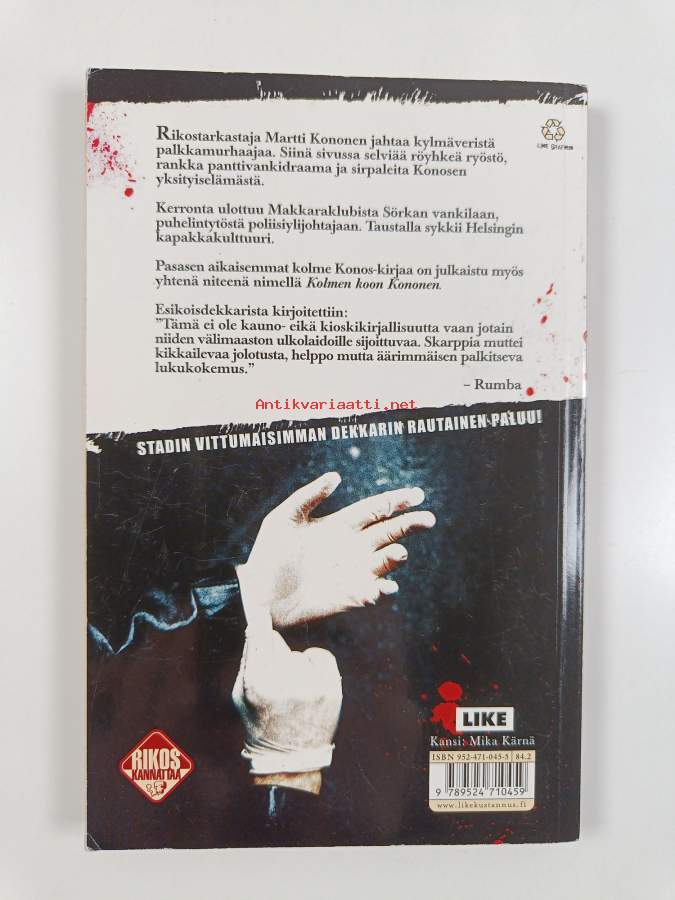 Rikostarkastaja Martti Kononen jahtaa kylmäveristä
palkkamurhaajaa. Siinä sivussa selviää röyhkeä ryöstö,
rankka panttivankidraama ja sirpaleita Konosen
yksityiselämästä.
Kerronta ulottuu Makkaraklubista Sörkan vankilaan,
puhelintytöstä poliisiylijohtajaan. Taustalla sykkii Helsingin
kapakkakulttuuri.
Pasasen aikaisemmat kolme Konos-kirjaa on julkaistu myös
yhtenä niteenä nimellä Kolmen koon Kononen.
Esikoisdekkarista kirjoitettiin:
”Tämä ei ole kauno- eikä kioskikirjallisuutta vaan jotain
niiden välimaaston ulkolaidoille sijoittuvaa. Skarppia muttei
kikkailevaa jolotusta, helppo mutta äärimmäisen palkitseva
lukukokemus.”
– Rumba
Antikvariaatti.net
STADIN VITTUMAISIMMAN DEKKARIN RAUTAINEN PALUU!
LIKE
Kansi: Mika Kärnä
ISBN 952-471-045-5 84.2
9 789524 710459
www.likekustannus.fi
RIKOS
KANNATTAA